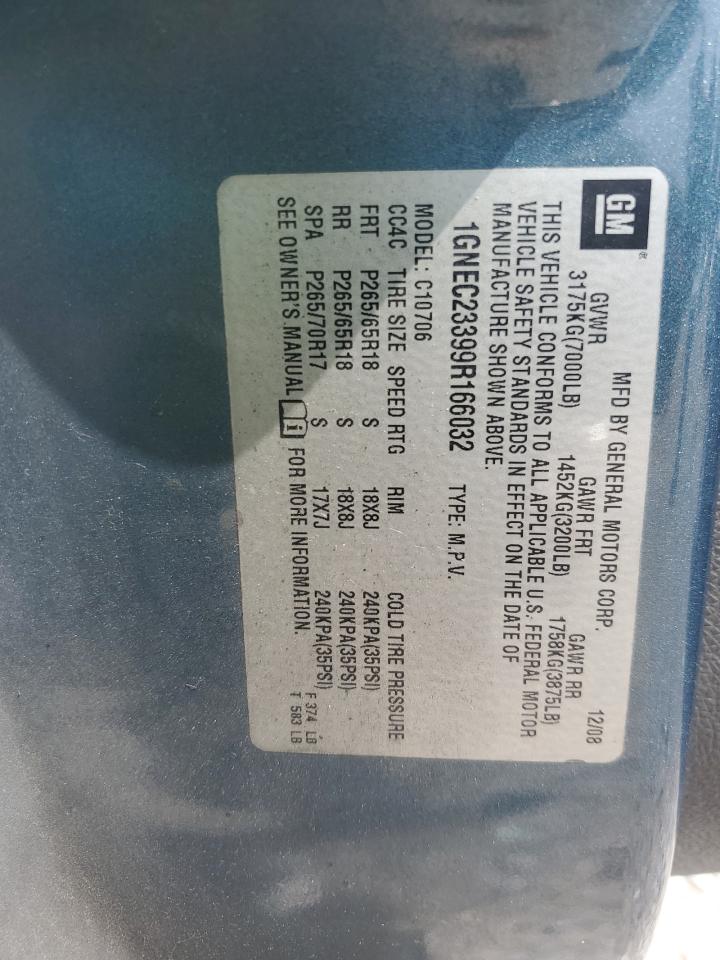 GM
MFD BY GENERAL MOTORS CORP. 12/08
GVWR GAWR FRT GAWR RR
3175KG(7000LB) 1452KG(3200LB) 1758KG(3875LB)
THIS VEHICLE CONFORMS TO ALL APPLICABLE U.S. FEDERAL MOTOR
VEHICLE SAFETY STANDARDS IN EFFECT ON THE DATE OF
MANUFACTURE SHOWN ABOVE.
1GNEC23399R166032 TYPE: M.P.V.
MODEL: C10706
CC4C TIRE SIZE SPEED RTG RIM COLD TIRE PRESSURE
FRT P265/65R18 S 18X8J 240KPA(35PSI)
RR P265/65R18 S 18X8J 240KPA(35PSI)
SPA P265/70R17 S 17X7J 240KPA(35PSI)
SEE OWNER'S MANUAL i FOR MORE INFORMATION.
F 374 LB
T 583 LB